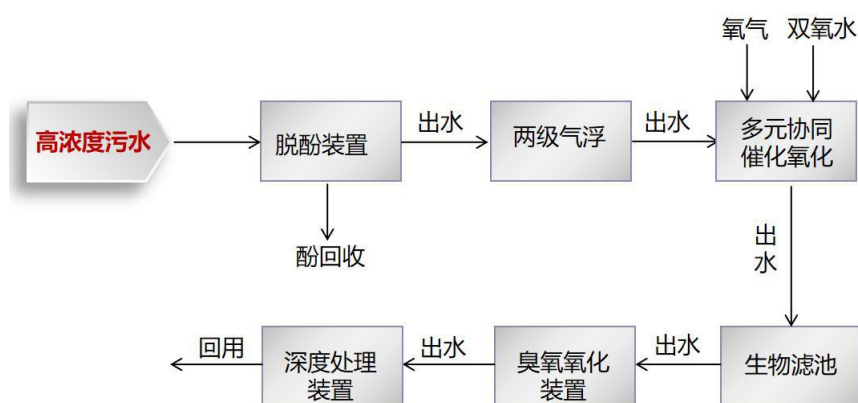 氧气 双氧水
高浓度污水
脱酚装置
出水
两级气浮
出水
多元协同
催化氧化
酚回收
出水
生物滤池
出水
臭氧氧化
装置
出水
深度处理
装置
回用